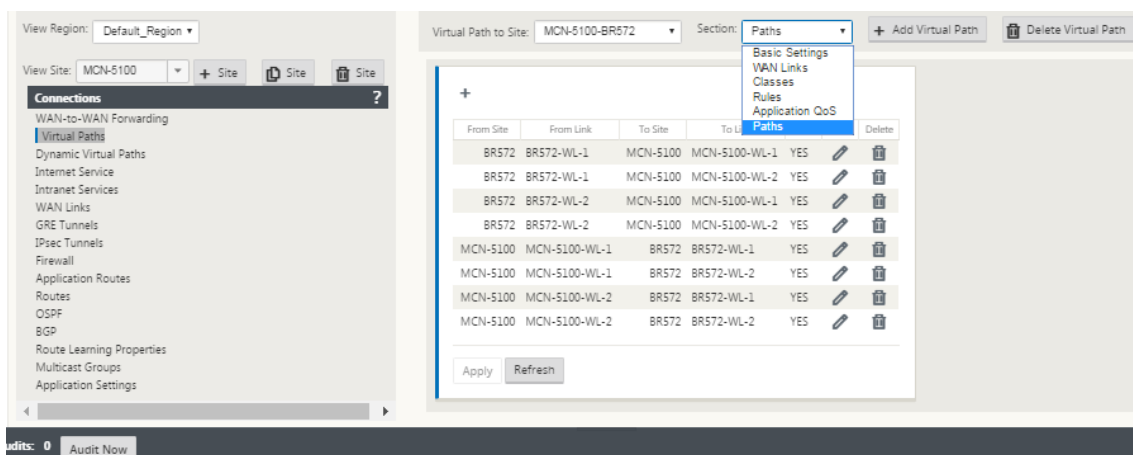 View Region: Default_Region
Virtual Path to Site: MCN-5100-BR572 Section: Paths + Add Virtual Path Delete Virtual Path
Basic Settings
WAN Links
Classes
Rules
Application QoS
Paths
View Site: MCN-5100 + Site Site Site
Connections ?
WAN-to-WAN Forwarding
Virtual Paths
Dynamic Virtual Paths
Internet Service
Intranet Services
WAN Links
GRE Tunnels
IPsec Tunnels
Firewall
Application Routes
Routes
OSPF
BGP
Route Learning Properties
Multicast Groups
Application Settings
+
From Site From Link To Site To Li Delete
BR572 BR572-WL-1 MCN-5100 MCN-5100-WL-1 YES
BR572 BR572-WL-1 MCN-5100 MCN-5100-WL-2 YES
BR572 BR572-WL-2 MCN-5100 MCN-5100-WL-1 YES
BR572 BR572-WL-2 MCN-5100 MCN-5100-WL-2 YES
MCN-5100 MCN-5100-WL-1 BR572 BR572-WL-1 YES
MCN-5100 MCN-5100-WL-1 BR572 BR572-WL-2 YES
MCN-5100 MCN-5100-WL-2 BR572 BR572-WL-1 YES
MCN-5100 MCN-5100-WL-2 BR572 BR572-WL-2 YES
Apply Refresh
udits: 0 Audit Now